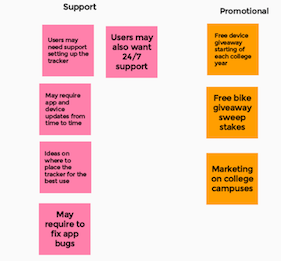 Support
Users may
need support
setting up the
tracker
Users may
also want
24/7
support
May require
app and
device
updates from
time to time
Ideas on
where to
place the
tracker for the
best use
May
require to
fix app
bugs
Promotional
Free device
giveaway
starting of
each college
year
Free bike
giveaway
sweep
stakes
Marketing
on college
campuses